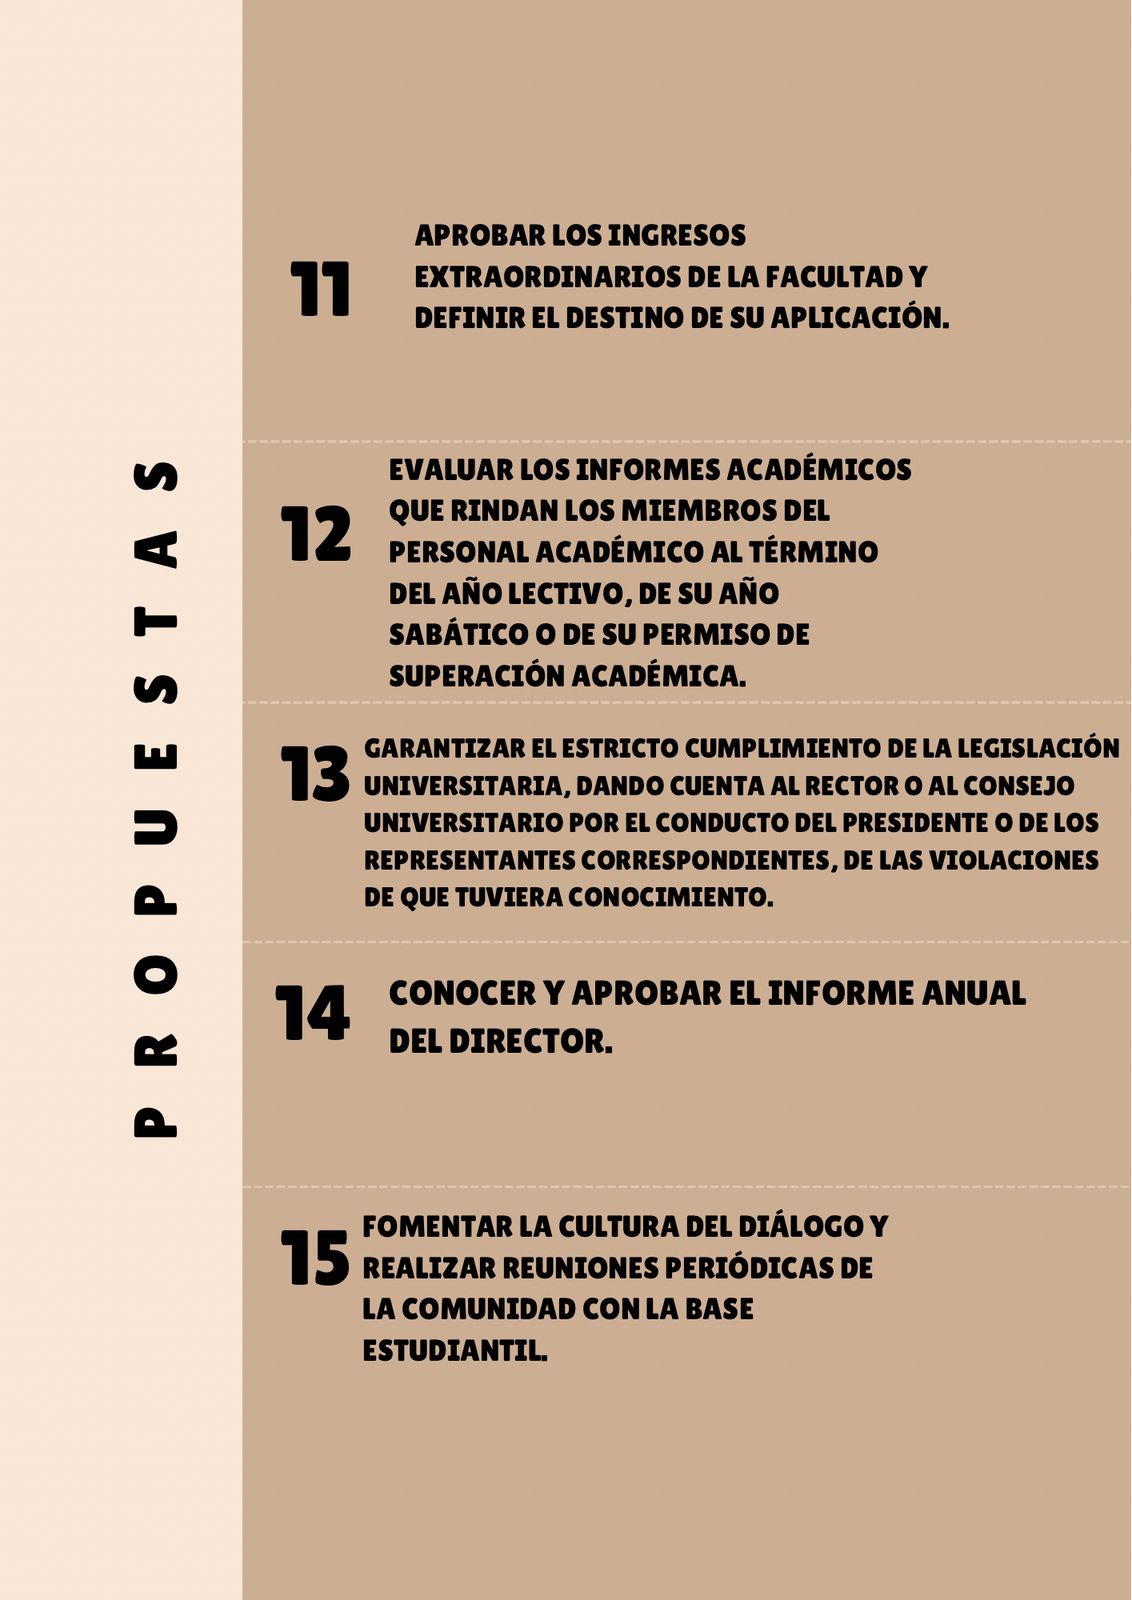 PROPUESTAS
11
APROBAR LOS INGRESOS
EXTRAORDINARIOS DE LA FACULTAD Y
DEFINIR EL DESTINO DE SU APLICACIÓN.
12
EVALUAR LOS INFORMES ACADÉMICOS
QUE RINDAN LOS MIEMBROS DEL
PERSONAL ACADÉMICO AL TÉRMINO
DEL AÑO LECTIVO, DE SU AÑO
SABÁTICO O DE SU PERMISO DE
SUPERACIÓN ACADÉMICA.
13
GARANTIZAR EL ESTRICTO CUMPLIMIENTO DE LA LEGISLACIÓN
UNIVERSITARIA, DANDO CUENTA AL RECTOR O AL CONSEJO
UNIVERSITARIO POR EL CONDUCTO DEL PRESIDENTE O DE LOS
REPRESENTANTES CORRESPONDIENTES, DE LAS VIOLACIONES
DE QUE TUVIERA CONOCIMIENTO.
14
CONOCER Y APROBAR EL INFORME ANUAL
DEL DIRECTOR.
15
FOMENTAR LA CULTURA DEL DIÁLOGO Y
REALIZAR REUNIONES PERIÓDICAS DE
LA COMUNIDAD CON LA BASE
ESTUDIANTIL.